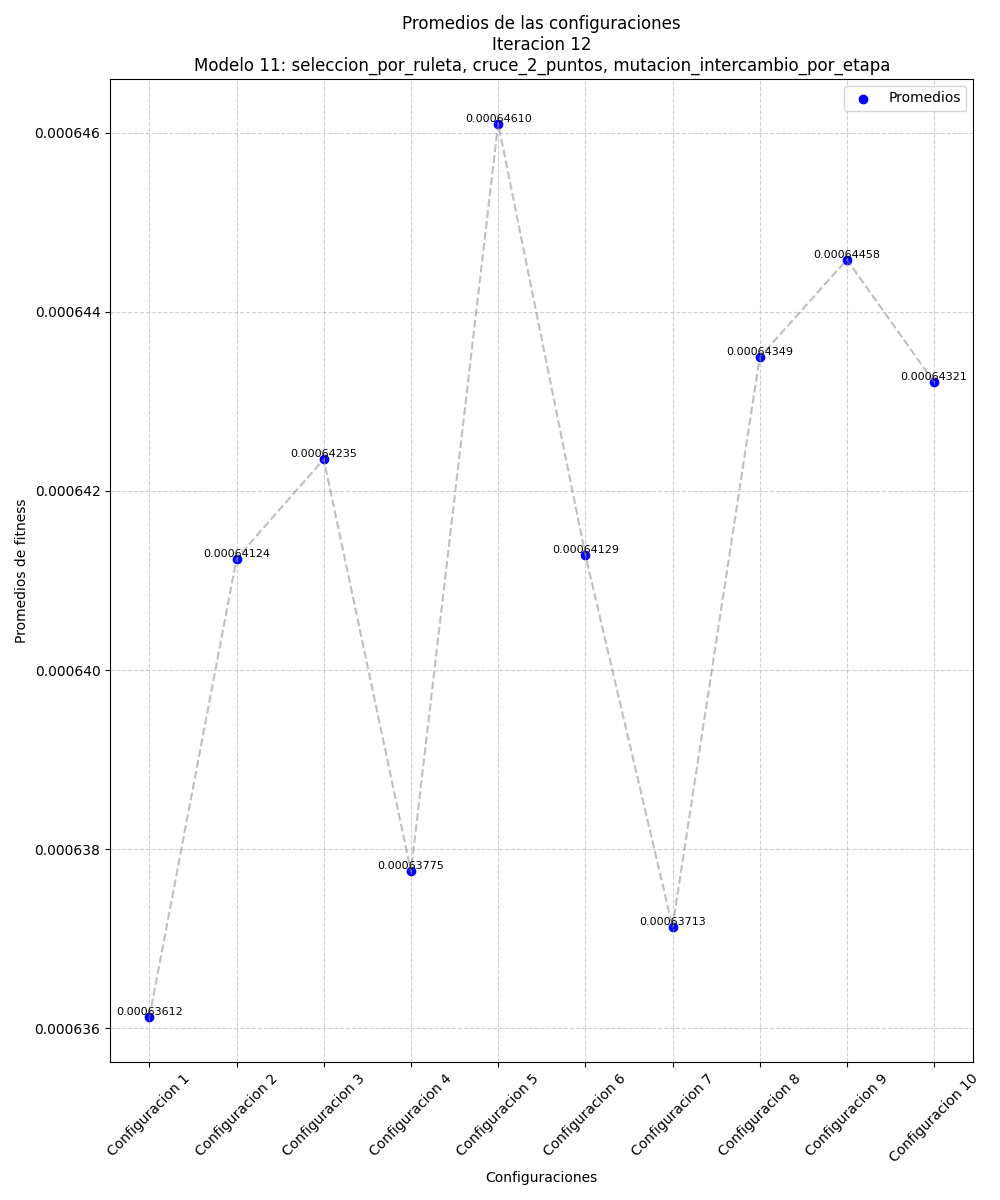 Promedios de las configuraciones
Iteracion 12
Modelo 11: seleccion_por_ruleta, cruce_2_puntos, mutacion_intercambio_por_etapa
Promedios
0.000646
0.000644
0.000642
0.000640
0.000638
0.000636
Promedios de fitness
0.00063612
0.00064124
0.00064235
0.00063775
0.00064610
0.00064129
0.00063713
0.00064349
0.00064458
0.00064321
Configuracion 1
Configuracion 2
Configuracion 3
Configuracion 4
Configuracion 5
Configuracion 6
Configuracion 7
Configuracion 8
Configuracion 9
Configuracion 10
Configuraciones